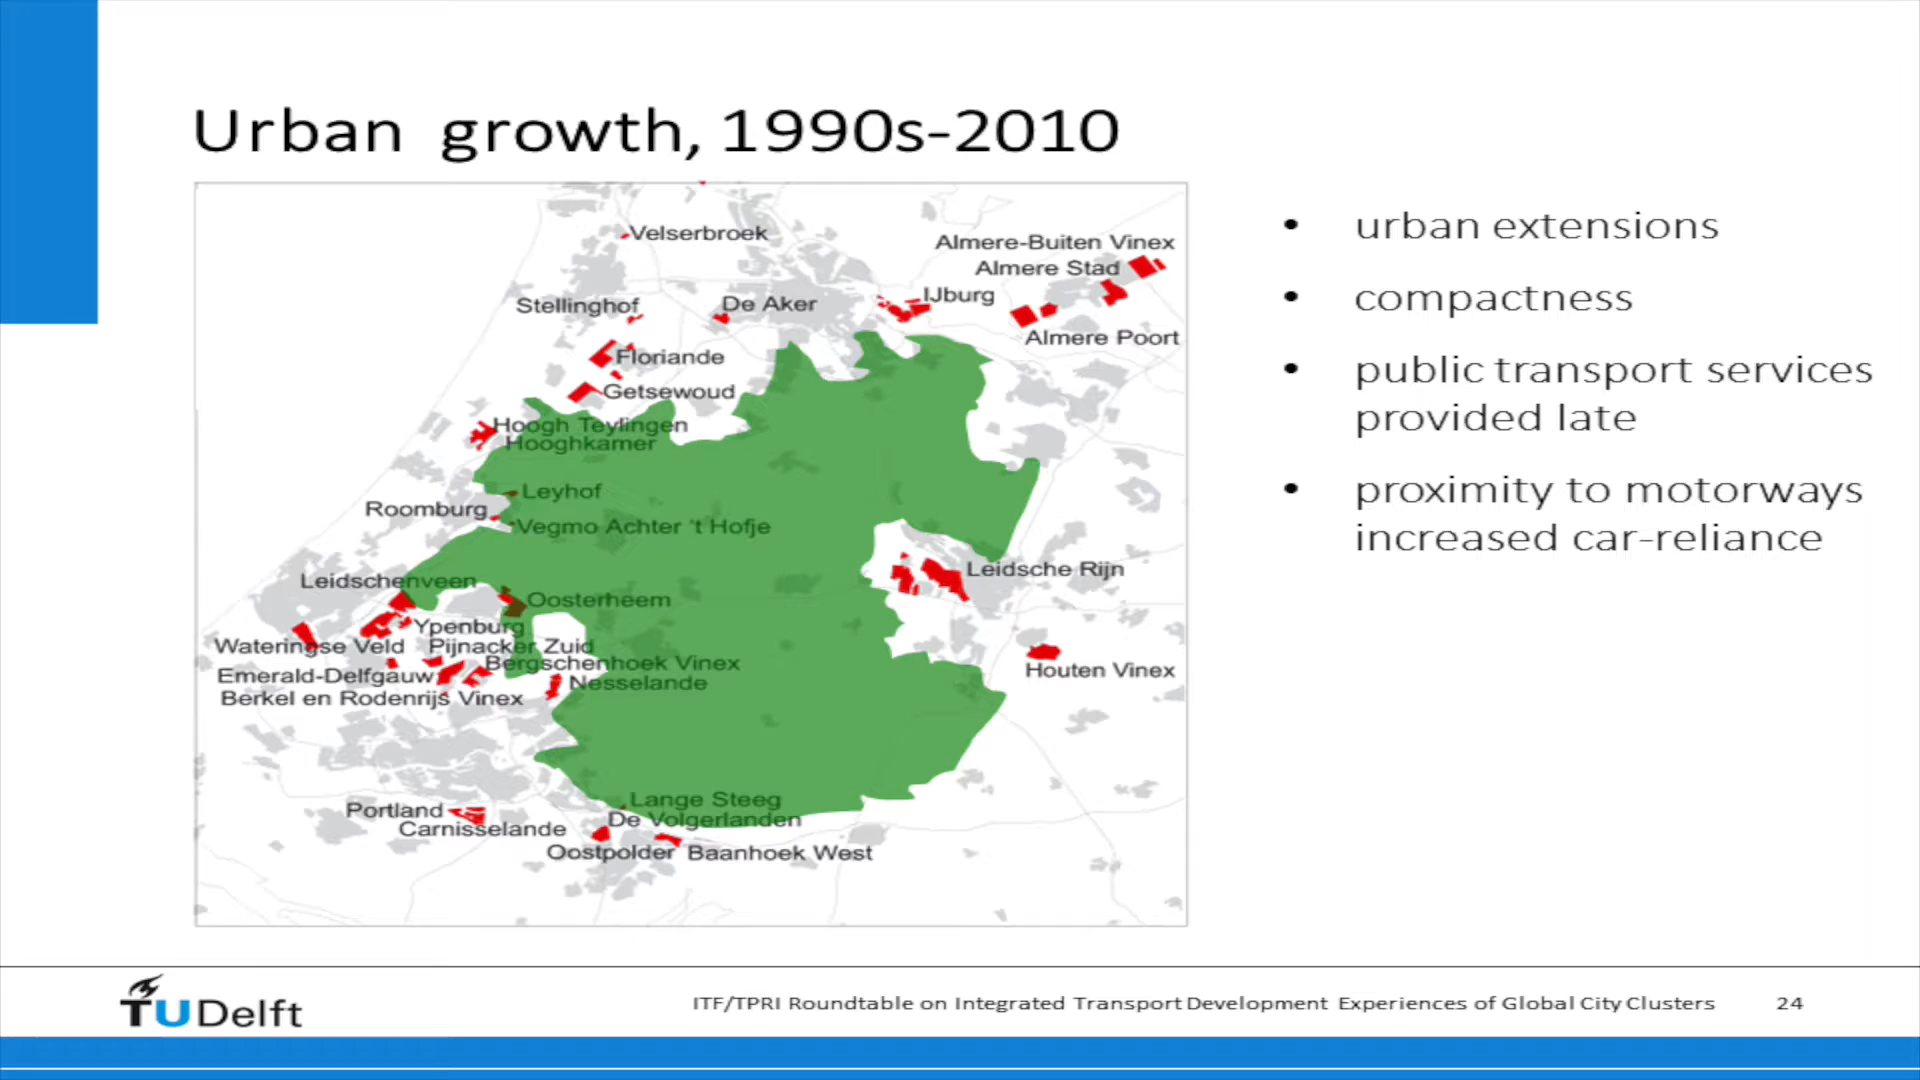 Urban growth, 1990s-2010
Velserbroek
Almere-Buiten Vinex
Almere Stad
IJburg
Stellinghof
De Aker
Almere Poort
Floriande
Getsewoud
Hoogh Teylingen
Hooghkamer
Leyhof
Roomburg
Vegmo Achter ‘t Hofje
Leidsche Rijn
Leidschenveen
Oosterheem
Ypenburg
Wateringse Veld
Pijnacker Zuid
Bergschenhoek Vinex
Houten Vinex
Emerald-Delfgauw
Nesselande
Berkel en Rodenrijs Vinex
Lange Steeg
Portland
De Volgerlanden
Carnisselande
Oostpolder
Baanhoek West
• urban extensions
• compactness
• public transport services
provided late
• proximity to motorways
increased car-reliance
TUDelft
ITF/TPRI Roundtable on Integrated Transport Development Experiences of Global City Clusters
24